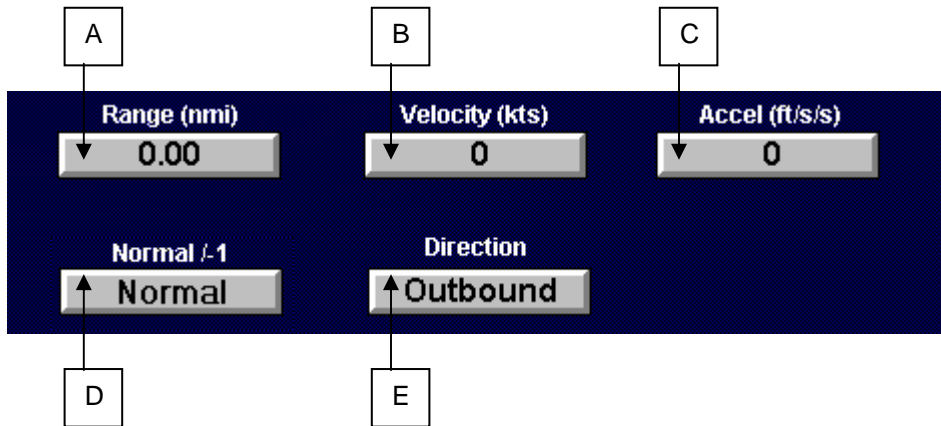 A B C
Range (nmi) Velocity (kts) Accel (ft/s/s)
0.00 0 0
Normal /-1 Direction
Normal Outbound
D E